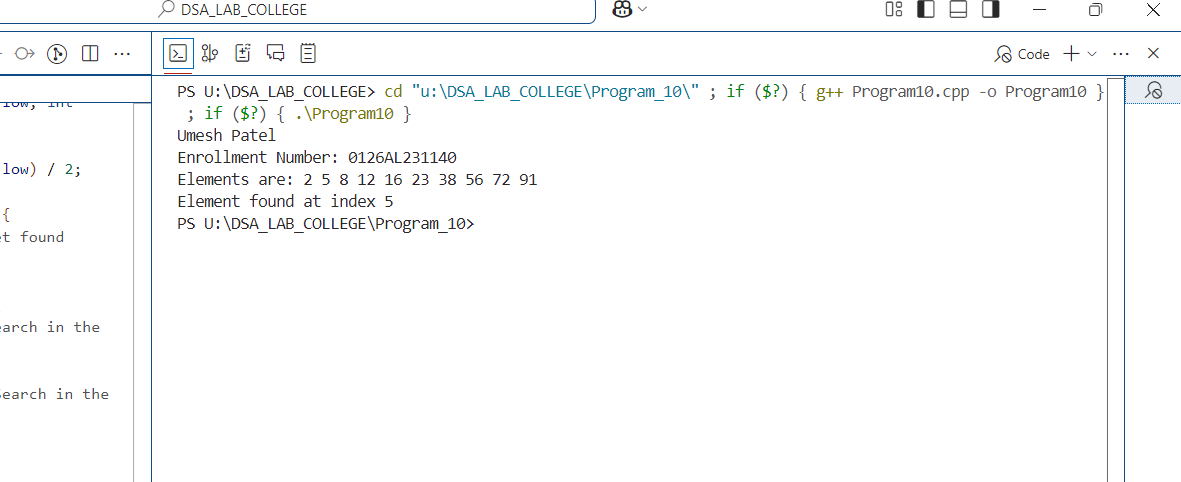 DSA_LAB_COLLEGE
Code
low, int
low) / 2;
{
et found
earch in the
Search in the
PS U:\DSA_LAB_COLLEGE> cd "u:\DSA_LAB_COLLEGE\Program_10\" ; if ($?) { g++ Program10.cpp -o Program10 }
; if ($?) { .\Program10 }
Umesh Patel
Enrollment Number: 0126AL231140
Elements are: 2 5 8 12 16 23 38 56 72 91
Element found at index 5
PS U:\DSA_LAB_COLLEGE\Program_10>